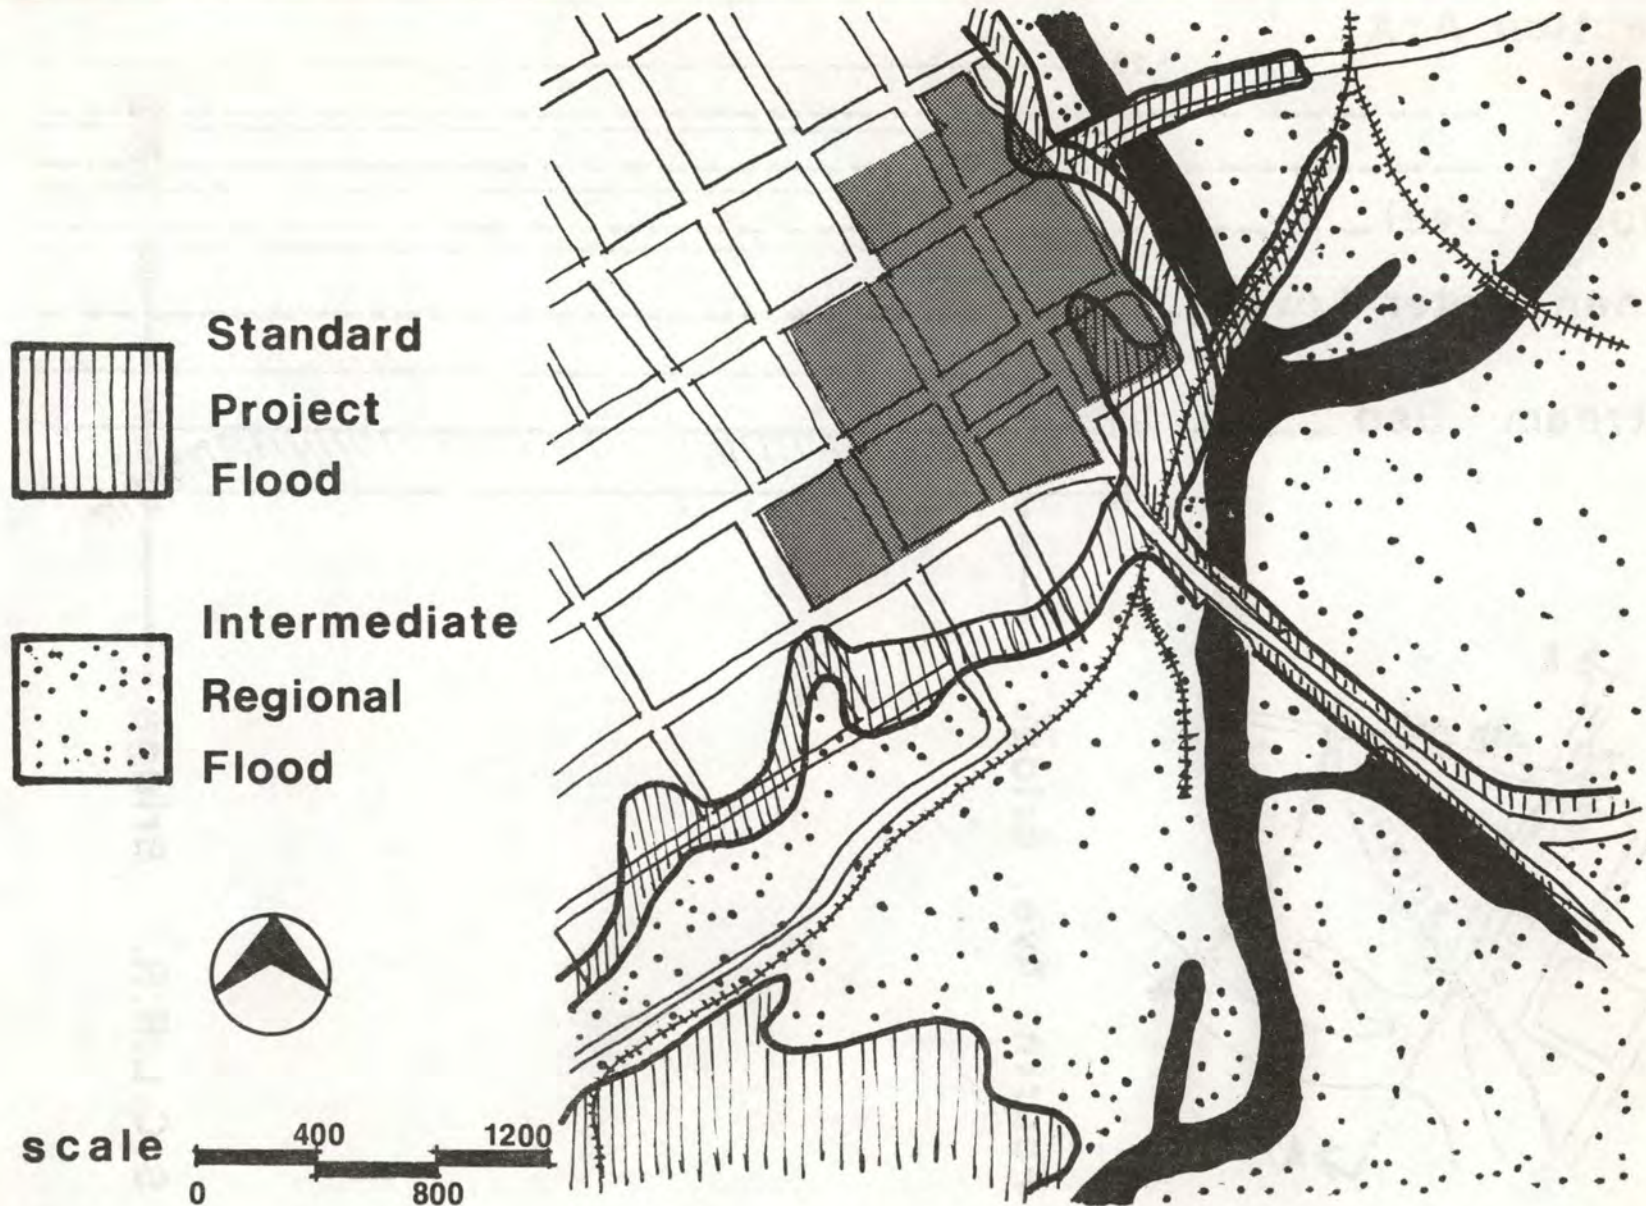 Standard
Project
Flood
Intermediate
Regional
Flood
scale
400 1200
0 800